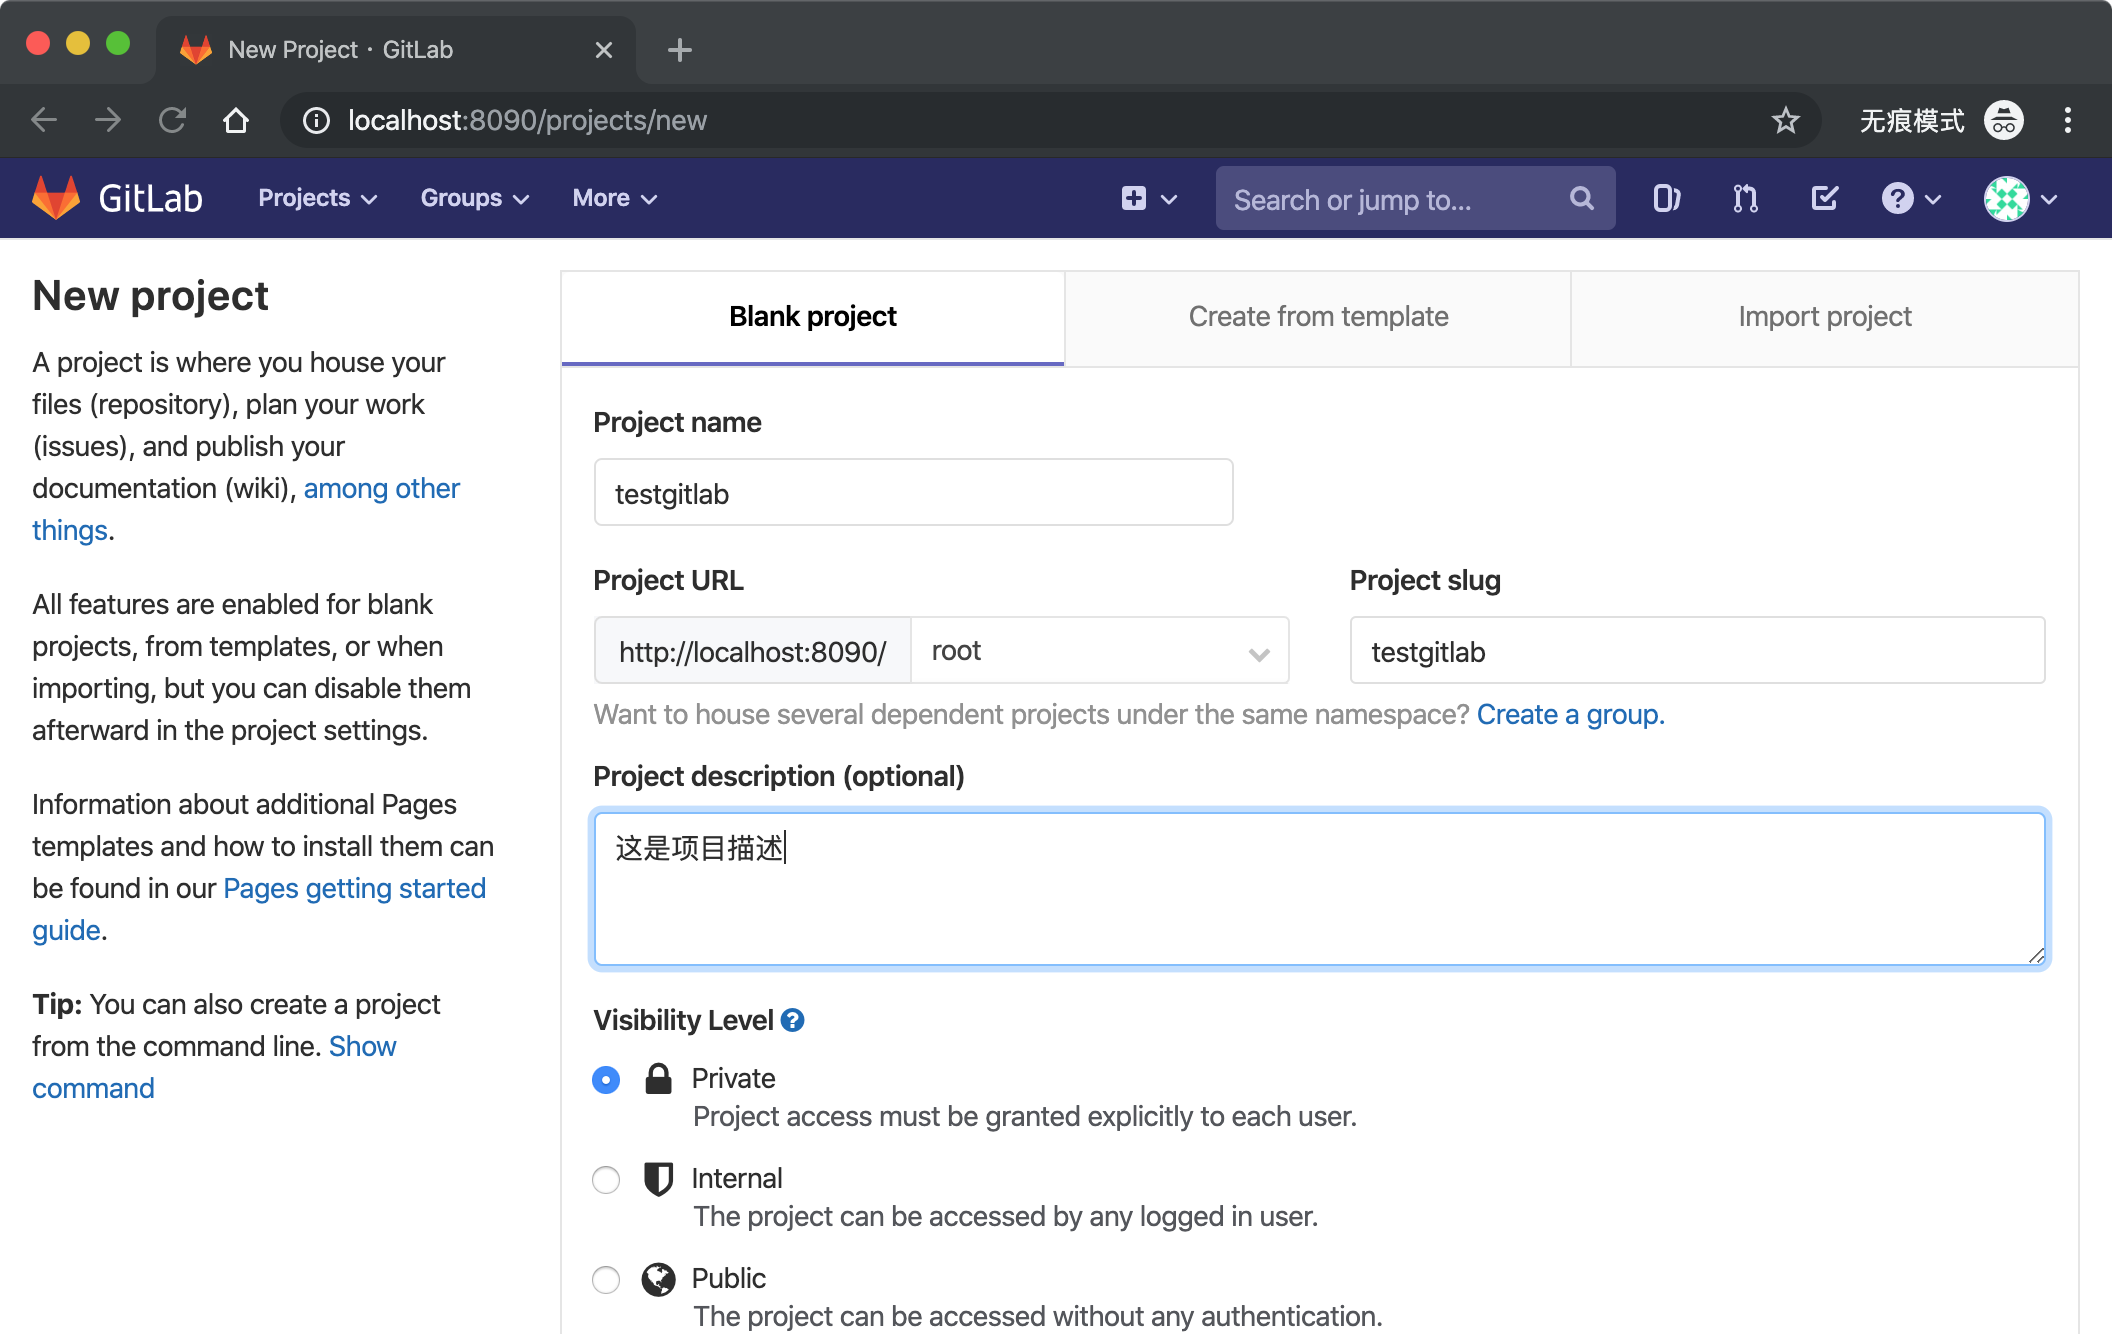 New Project · GitLab
localhost:8090/projects/new
无痕模式
GitLab
Projects
Groups
More
Search or jump to...
New project
A project is where you house your
files (repository), plan your work
(issues), and publish your
documentation (wiki), among other
things.
All features are enabled for blank
projects, from templates, or when
importing, but you can disable them
afterward in the project settings.
Information about additional Pages
templates and how to install them can
be found in our Pages getting started
guide.
Tip: You can also create a project
from the command line. Show
command
Blank project
Create from template
Import project
Project name
testgitlab
Project URL
http://localhost:8090/
root
Project slug
testgitlab
Want to house several dependent projects under the same namespace? Create a group.
Project description (optional)
这是项目描述
Visibility Level
Private
Project access must be granted explicitly to each user.
Internal
The project can be accessed by any logged in user.
Public
The project can be accessed without any authentication.